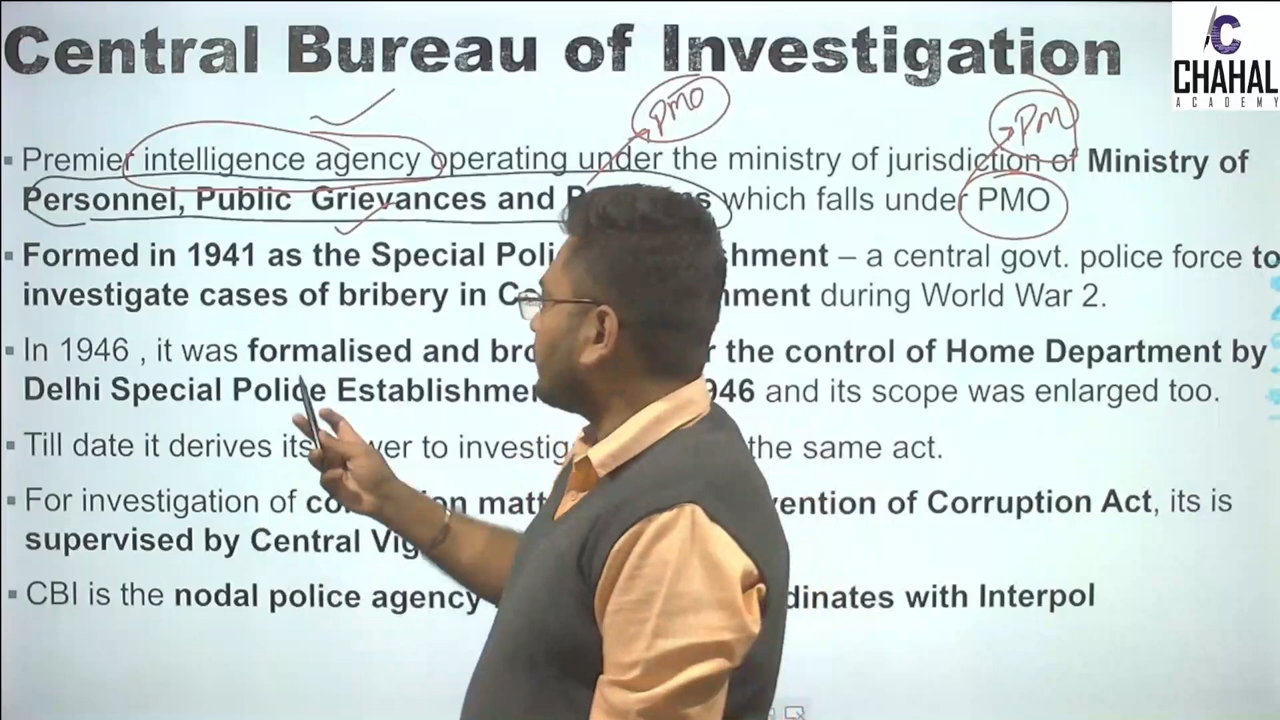 Central Bureau of Investigation
C
CHAHAL
ACADEMY
PMO
PM
▪ Premier intelligence agency operating under the ministry of jurisdiction of Ministry of
Personnel, Public Grievances and which falls under PMO
▪ Formed in 1941 as the Special – a central govt. police force to
investigate cases of bribery in during World War 2.
▪ In 1946 , it was formalised and the control of Home Department by
Delhi Special Police and its scope was enlarged too.
▪ Till date it derives its to the same act.
▪ For investigation of Corruption Act, its is
supervised by Central
▪ CBI is the nodal police agency with Interpol